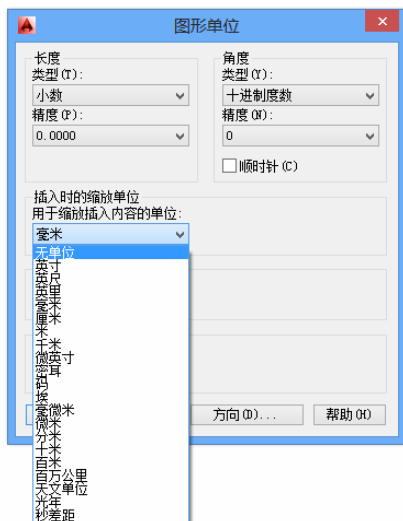 图形单位
长度
类型(T):
小数
精度(P):
0.0000
角度
类型(Y):
十进制度数
精度(N):
0
顺时针(C)
插入时的缩放单位
用于缩放插入内容的单位:
毫米
无单位
英寸
英尺
英里
毫米
厘米
米
千米
微英寸
密耳
码
埃
毫微米
微米
分米
十米
百米
百万公里
天文单位
光年
秒差距
方向(D)...
帮助(H)